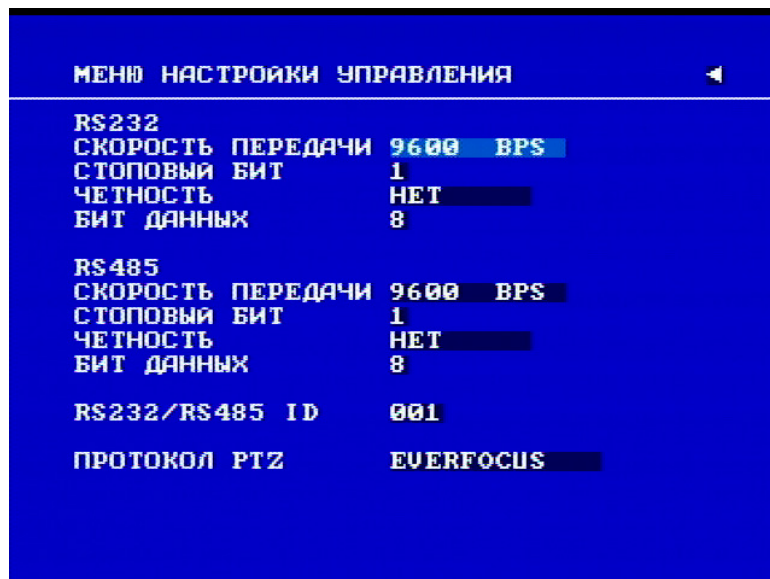 МЕНЮ НАСТРОЙКИ УПРАВЛЕНИЯ
RS232
СКОРОСТЬ ПЕРЕДАЧИ 9600 BPS
СТОПОВЫЙ БИТ 1
ЧЕТНОСТЬ НЕТ
БИТ ДАННЫХ 8
RS485
СКОРОСТЬ ПЕРЕДАЧИ 9600 BPS
СТОПОВЫЙ БИТ 1
ЧЕТНОСТЬ НЕТ
БИТ ДАННЫХ 8
RS232/RS485 ID 001
ПРОТОКОЛ PTZ EVERFOCUS